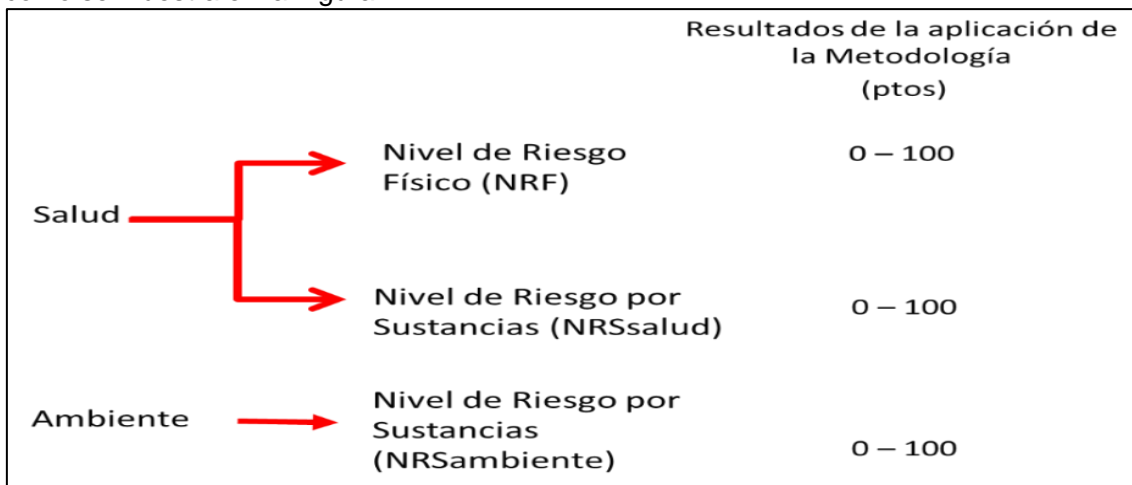 Resultados de la aplicación de
la Metodología
(ptos)
Nivel de Riesgo
Físico (NRF)
0 – 100
Salud
Nivel de Riesgo por
Sustancias (NRSsalud)
0 – 100
Ambiente
Nivel de Riesgo por
Sustancias
(NRSambiente)
0 – 100